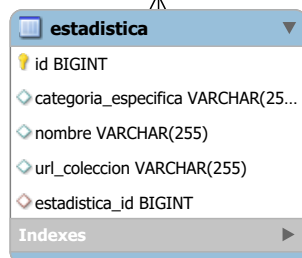 estadistica
id BIGINT
categoria_especifica VARCHAR(25...
nombre VARCHAR(255)
url_coleccion VARCHAR(255)
estadistica_id BIGINT
Indexes